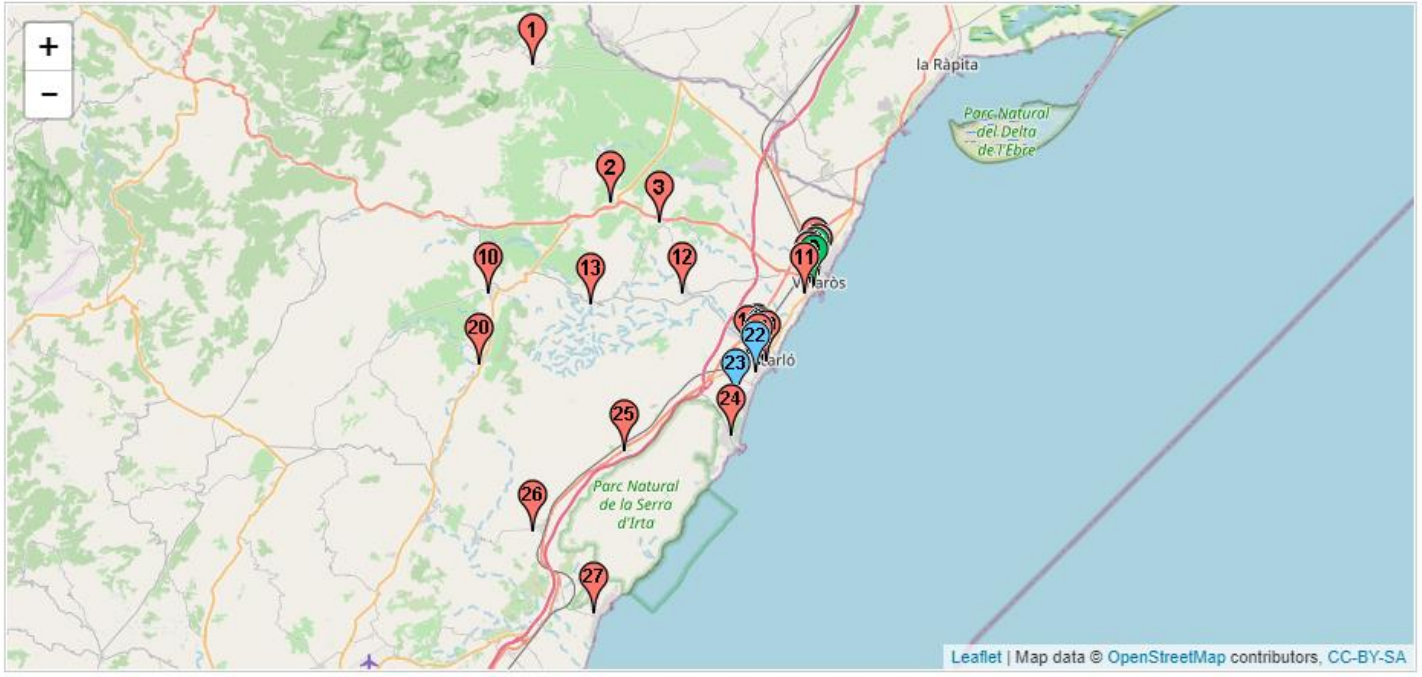 +
−
1
la Ràpita
Parc Natural
del Delta
de l'Ebre
2
3
10
13
12
11
20
22
23
24
25
26
Parc Natural
de la Serra
d'Irta
27
Leaflet | Map data © OpenStreetMap contributors, CC-BY-SA